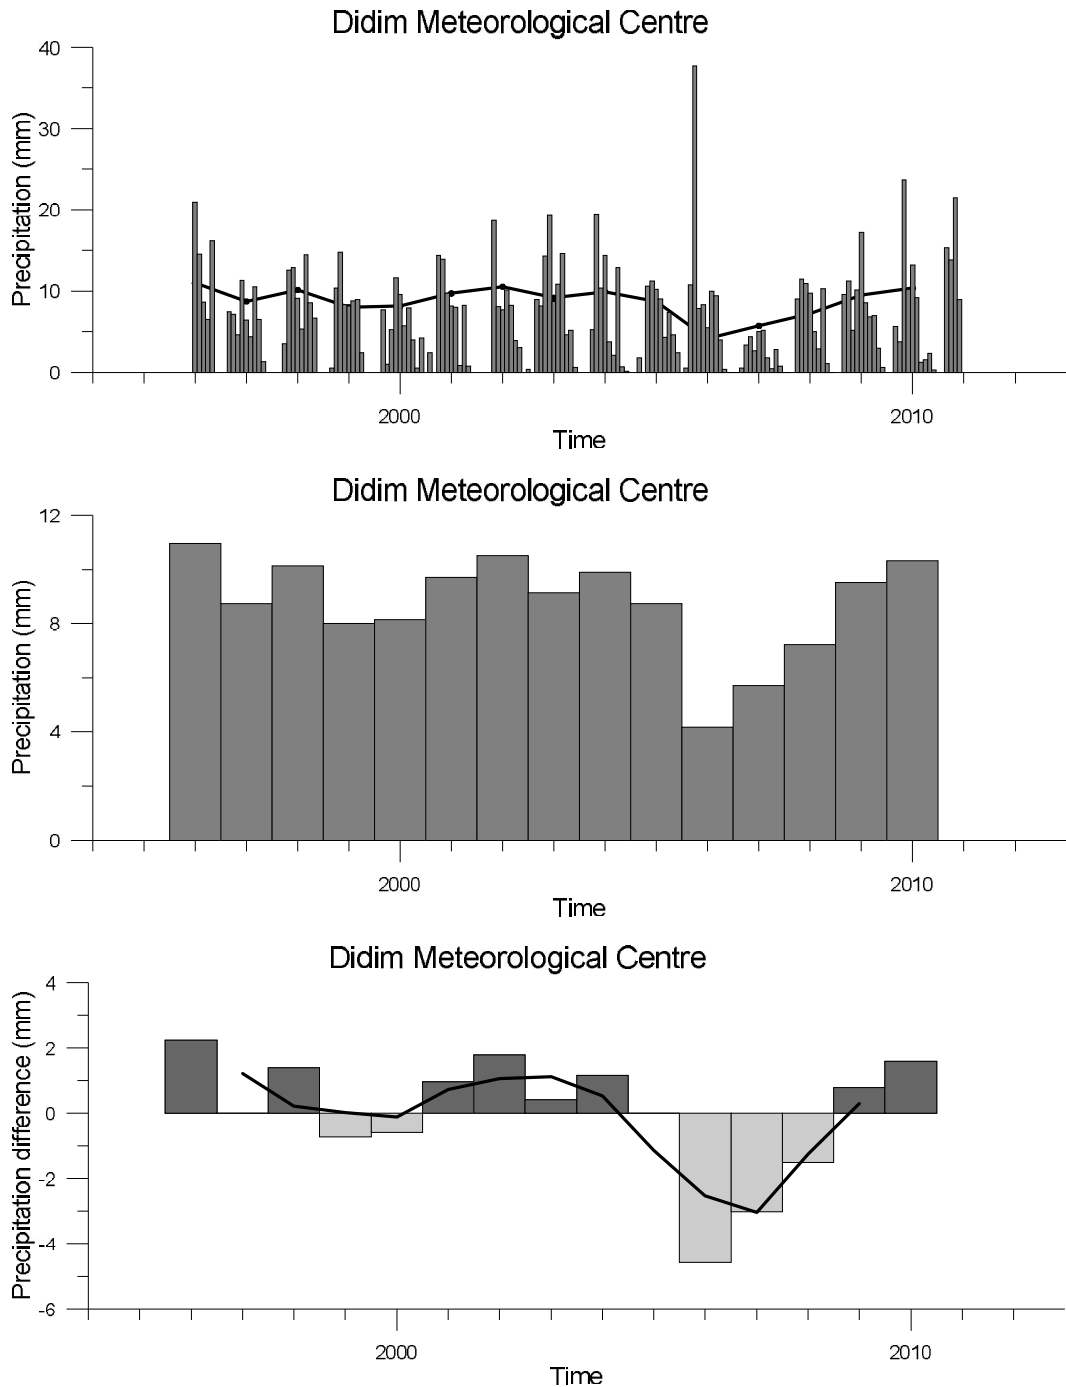 Didim Meteorological Centre
Precipitation (mm)
40
30
20
10
0
2000
2010
Time
Didim Meteorological Centre
Precipitation (mm)
12
8
4
0
2000
2010
Time
Didim Meteorological Centre
Precipitation difference (mm)
4
2
0
-2
-4
-6
2000
2010
Time